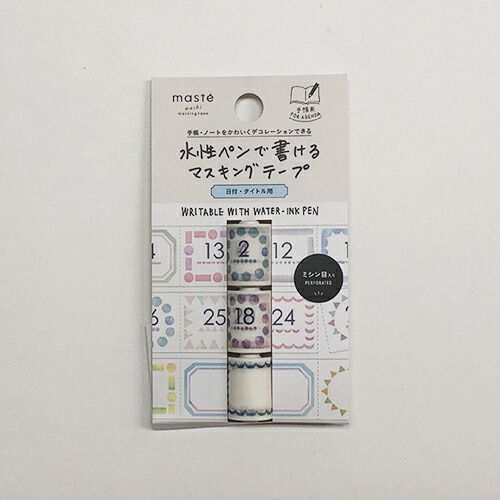 masté
washi
masking tape
手帳用
FOR AGENDA
手帳・ノートをかわいくデコレーションできる
水性ペンで書ける
マスキングテープ
日付・タイトル用
WRITABLE WITH WATER-INK PEN
13 2 12
ミシン目入り
PERFORATED
6 25 18 24